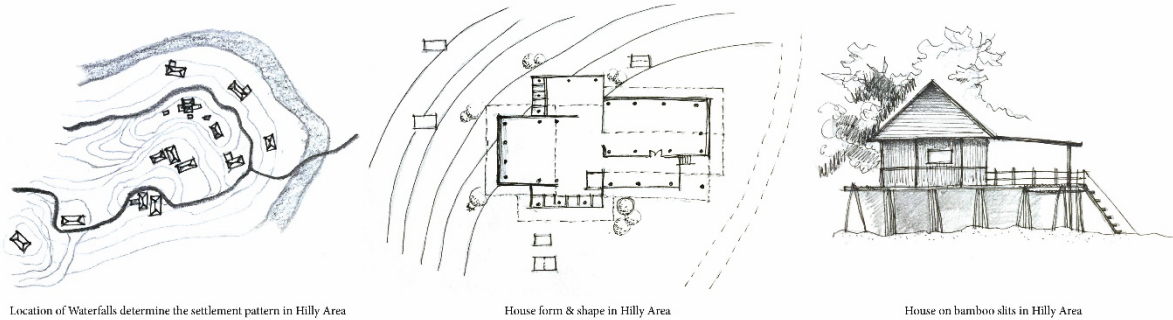 Location of Waterfalls determine the settlement pattern in Hilly Area
House form & shape in Hilly Area
House on bamboo slits in Hilly Area